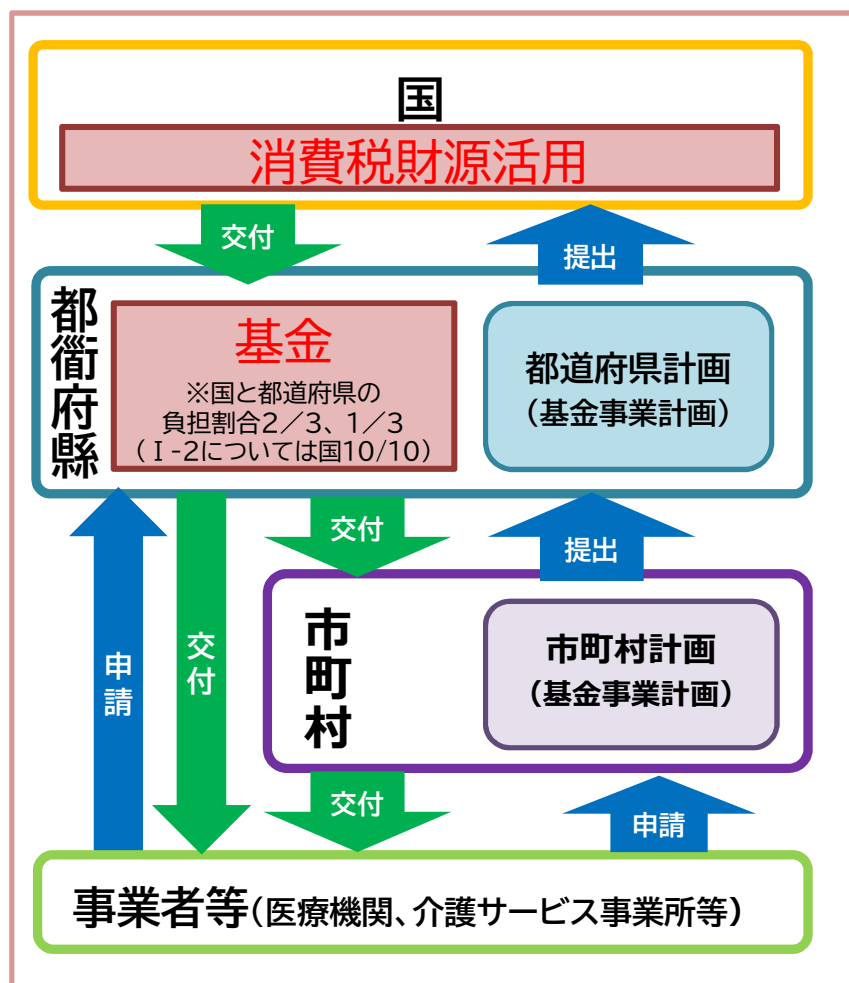 国
消費税財源活用
交付
提出
都衜府縣
基金
※国と都道府県の
負担割合2／3、1／3
（Ⅰ-2については国10/10）
都道府県計画
（基金事業計画）
交付
提出
申請
交付
市町村
市町村計画
（基金事業計画）
交付
申請
事業者等（医療機関、介護サービス事業所等）